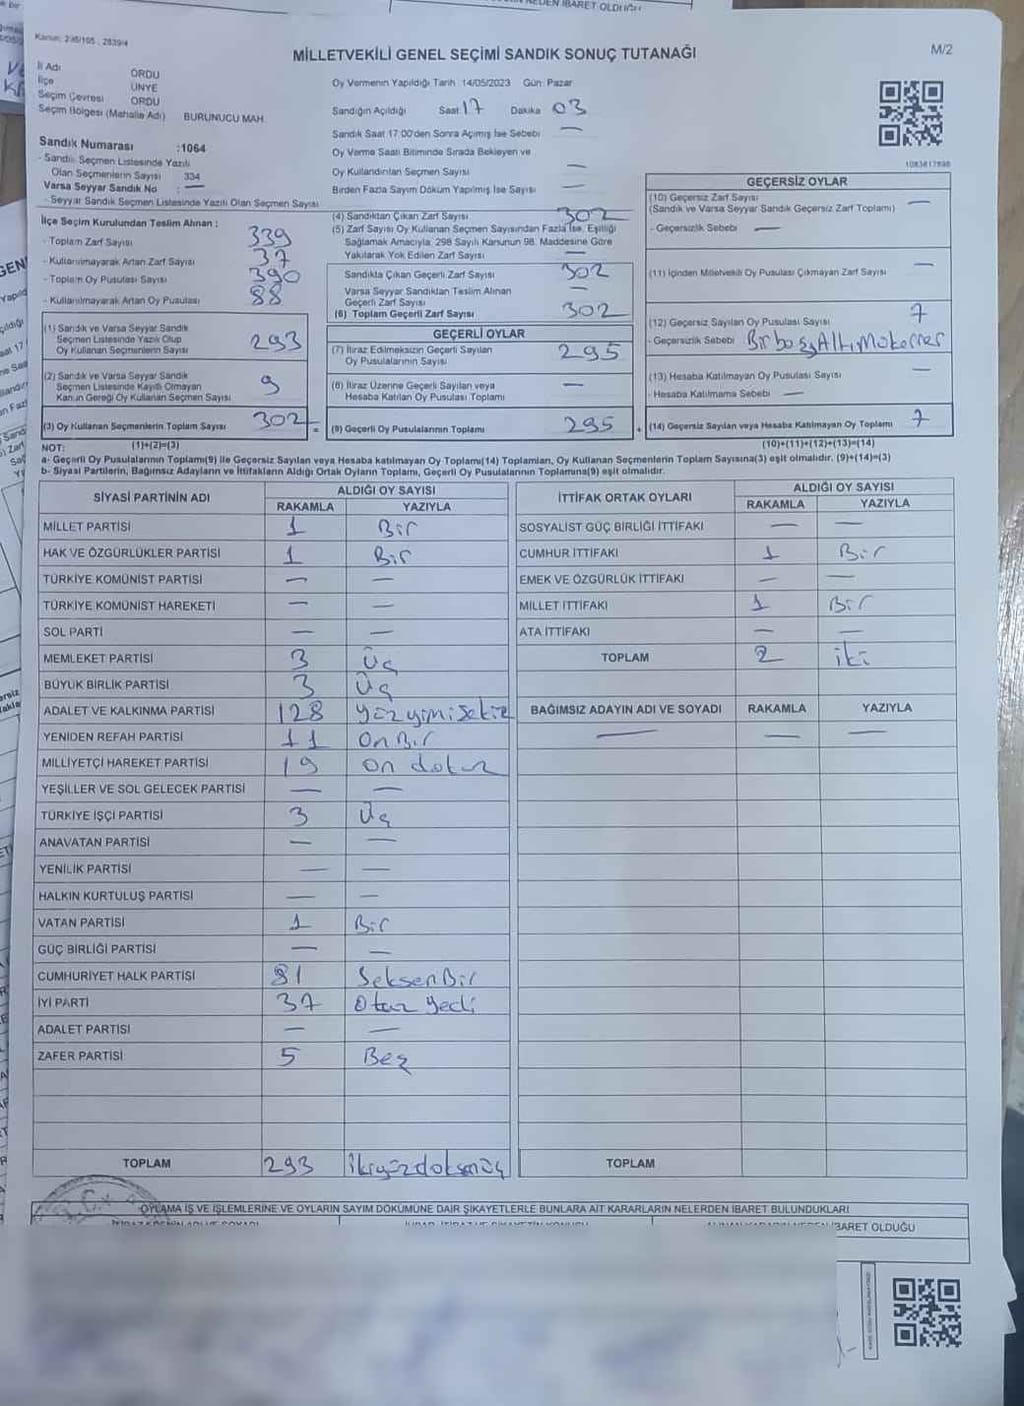 NEDEN İBARET OLDUĞU
Kanun: 298/105 , 2839/4
MİLLETVEKİLİ GENEL SEÇİMİ SANDIK SONUÇ TUTANAĞI
M/2
İl Adı ORDU
İlçe ÜNYE
Seçim Çevresi ORDU
Seçim Bölgesi (Mahalle Adı) BURUNUCU MAH.
Oy Vermenin Yapıldığı Tarih :14/05/2023 Gün: Pazar
Sandığın Açıldığı Saat 17 Dakika 03
Sandık Saat 17:00'den Sonra Açılmış İse Sebebi —
Oy Verme Saati Bitiminde Sırada Bekleyen ve
Oy Kullandırılan Seçmen Sayısı —
Birden Fazla Sayım Döküm Yapılmış İse Sayısı —
Sandık Numarası :1064
- Sandık Seçmen Listesinde Yazılı
Olan Seçmenlerin Sayısı 334
Varsa Seyyar Sandık No : —
- Seyyar Sandık Seçmen Listesinde Yazılı Olan Seçmen Sayısı
İlçe Seçim Kurulundan Teslim Alınan :
- Toplam Zarf Sayısı 339
- Kullanılmayarak Artan Zarf Sayısı 37
- Toplam Oy Pusulası Sayısı 390
- Kullanılmayarak Artan Oy Pusulası 88
(1) Sandık ve Varsa Seyyar Sandık
Seçmen Listesinde Yazılı Olup
Oy Kullanan Seçmenlerin Sayısı 293
(2) Sandık ve Varsa Seyyar Sandık
Seçmen Listesinde Kayıtlı Olmayan
Kanun Gereği Oy Kullanan Seçmen Sayısı 9
(3) Oy Kullanan Seçmenlerin Toplam Sayısı 302 =
(4) Sandıktan Çıkan Zarf Sayısı 302
(5) Zarf Sayısı Oy Kullanan Seçmen Sayısından Fazla İse, Eşitliği
Sağlamak Amacıyla, 298 Sayılı Kanunun 98. Maddesine Göre
Yakılarak Yok Edilen Zarf Sayısı —
Sandıkta Çıkan Geçerli Zarf Sayısı 302
Varsa Seyyar Sandıktan Teslim Alınan
Geçerli Zarf Sayısı —
(6) Toplam Geçerli Zarf Sayısı 302
GEÇERLİ OYLAR
(7) İtiraz Edilmeksizin Geçerli Sayılan
Oy Pusulalarının Sayısı 295
(8) İtiraz Üzerine Geçerli Sayılan veya
Hesaba Katılan Oy Pusulası Toplamı —
(9) Geçerli Oy Pusulalarının Toplamı 295 +
1083617898
GEÇERSİZ OYLAR
(10) Geçersiz Zarf Sayısı —
(Sandık ve Varsa Seyyar Sandık Geçersiz Zarf Toplamı)
- Geçersizlik Sebebi —
(11) İçinden Milletvekili Oy Pusulası Çıkmayan Zarf Sayısı —
(12) Geçersiz Sayılan Oy Pusulası Sayısı 7
- Geçersizlik Sebebi Bir boş, Altı Mükerrer
(13) Hesaba Katılmayan Oy Pusulası Sayısı —
- Hesaba Katılmama Sebebi —
(14) Geçersiz Sayılan veya Hesaba Katılmayan Oy Toplamı 7
NOT: (1)+(2)=(3) (10)+(11)+(12)+(13)=(14)
a- Geçerli Oy Pusulalarının Toplamı(9) ile Geçersiz Sayılan veya Hesaba Katılmayan Oy Toplamı(14) Toplamları, Oy Kullanan Seçmenlerin Toplam Sayısına(3) eşit olmalıdır. (9)+(14)=(3)
b- Siyasi Partilerin, Bağımsız Adayların ve İttifakların Aldığı Ortak Oyların Toplamı, Geçerli Oy Pusulalarının Toplamına(9) eşit olmalıdır.
SİYASİ PARTİNİN ADI ALDIĞI OY SAYISI
RAKAMLA YAZIYLA
MİLLET PARTİSİ 1 Bir
HAK VE ÖZGÜRLÜKLER PARTİSİ 1 Bir
TÜRKİYE KOMÜNİST PARTİSİ — —
TÜRKİYE KOMÜNİST HAREKETİ — —
SOL PARTİ — —
MEMLEKET PARTİSİ 3 Üç
BÜYÜK BİRLİK PARTİSİ 3 Üç
ADALET VE KALKINMA PARTİSİ 128 yüzyirmisekiz
YENİDEN REFAH PARTİSİ 11 OnBir
MİLLİYETÇİ HAREKET PARTİSİ 19 on dokuz
YEŞİLLER VE SOL GELECEK PARTİSİ — —
TÜRKİYE İŞÇİ PARTİSİ 3 Üç
ANAVATAN PARTİSİ — —
YENİLİK PARTİSİ — —
HALKIN KURTULUŞ PARTİSİ — —
VATAN PARTİSİ 1 Bir
GÜÇ BİRLİĞİ PARTİSİ — —
CUMHURİYET HALK PARTİSİ 81 SeksenBir
İYİ PARTİ 37 Otuz yedi
ADALET PARTİSİ — —
ZAFER PARTİSİ 5 Beş
TOPLAM 293 ikiyüzdoksanüç
İTTİFAK ORTAK OYLARI ALDIĞI OY SAYISI
RAKAMLA YAZIYLA
SOSYALİST GÜÇ BİRLİĞİ İTTİFAKI — —
CUMHUR İTTİFAKI 1 Bir
EMEK VE ÖZGÜRLÜK İTTİFAKI — —
MİLLET İTTİFAKI 1 Bir
ATA İTTİFAKI — —
TOPLAM 2 iki
BAĞIMSIZ ADAYIN ADI VE SOYADI RAKAMLA YAZIYLA
— — —
TOPLAM
OYLAMA İŞ VE İŞLEMLERİNE VE OYLARIN SAYIM DÖKÜMÜNE DAİR ŞİKAYETLERLE BUNLARA AİT KARARLARIN NELERDEN İBARET BULUNDUKLARI
İBARET OLDUĞU
T.C.